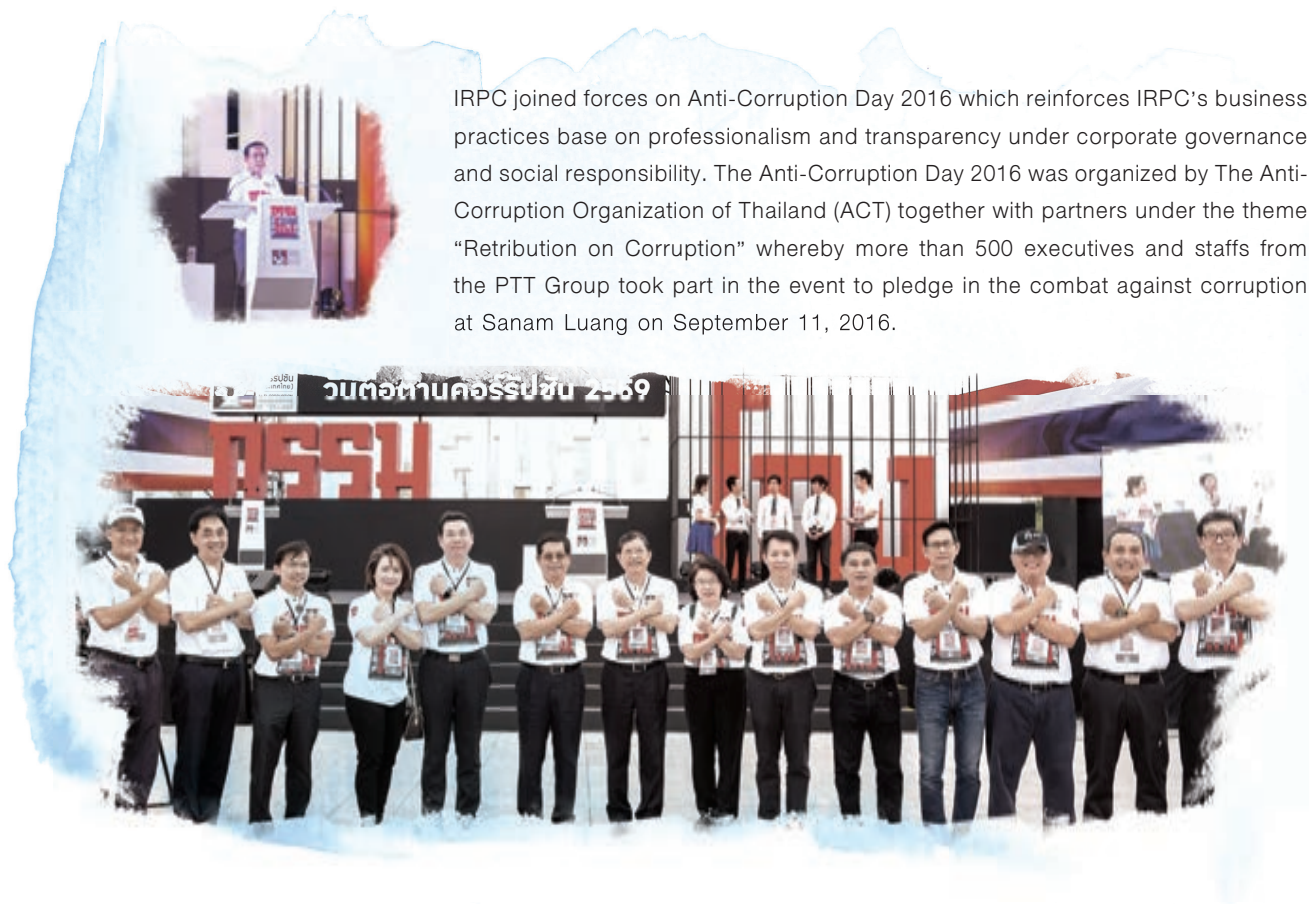 IRPC joined forces on Anti-Corruption Day 2016 which reinforces IRPC's business
practices base on professionalism and transparency under corporate governance
and social responsibility. The Anti-Corruption Day 2016 was organized by The Anti-
Corruption Organization of Thailand (ACT) together with partners under the theme
“Retribution on Corruption” whereby more than 500 executives and staffs from
the PTT Group took part in the event to pledge in the combat against corruption
at Sanam Luang on September 11, 2016.
วันต่อต้านคอร์รัปชัน 2559
กรรม